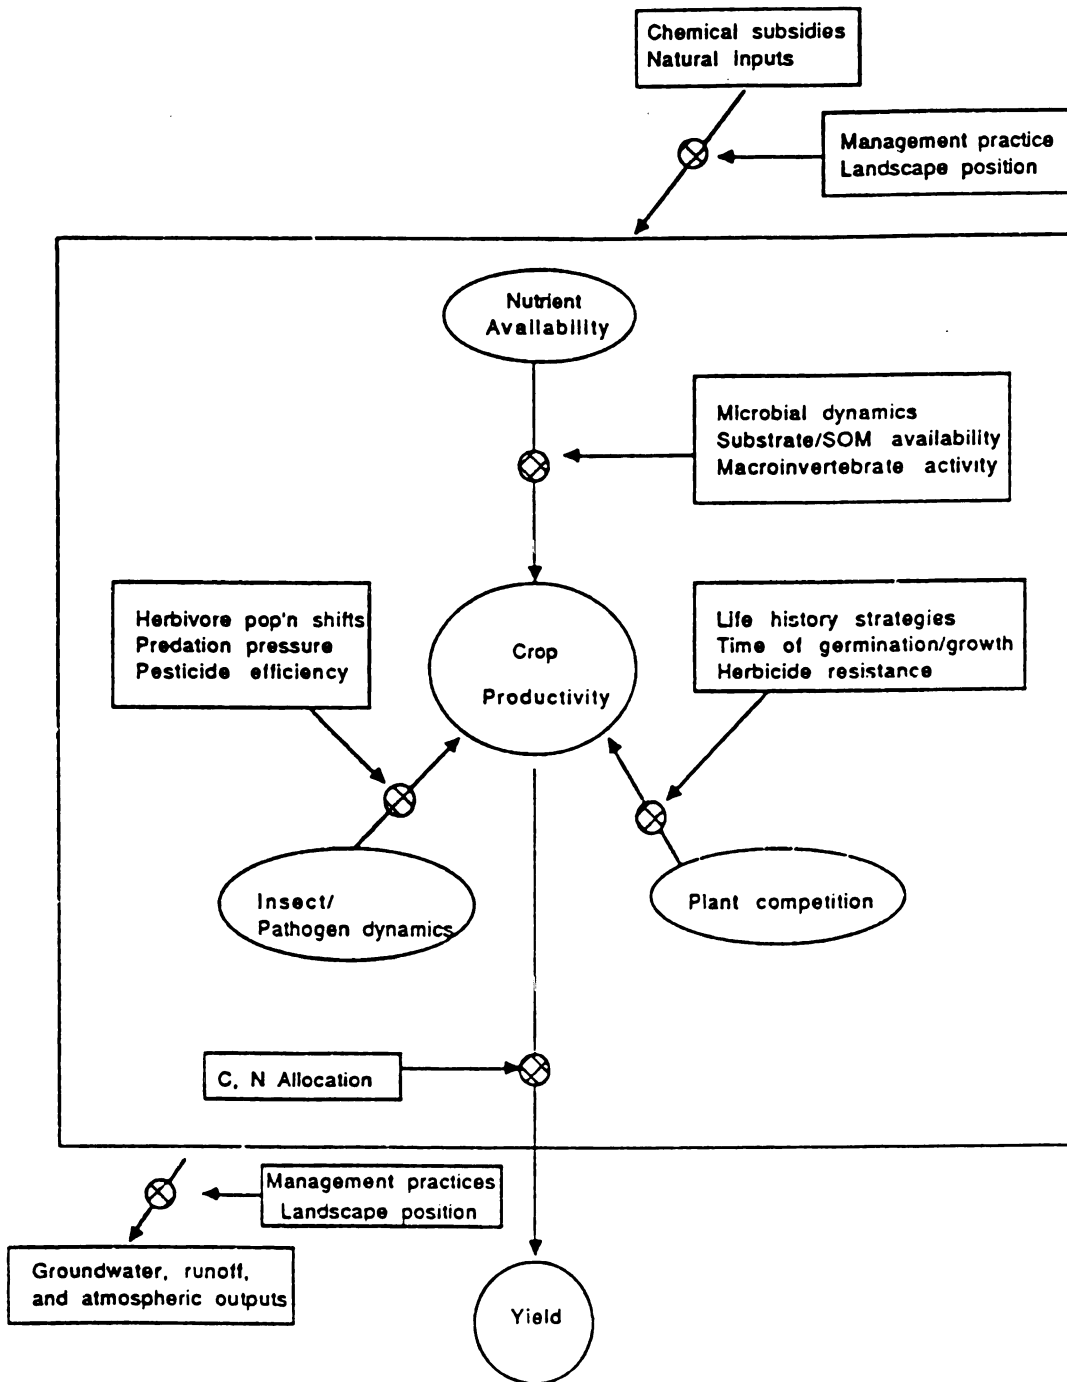 Chemical subsidies
Natural inputs
Management practice
Landscape position
Nutrient
Availability
Microbial dynamics
Substrate/SOM availability
Macroinvertebrate activity
Herbivore pop'n shifts
Predation pressure
Pesticide efficiency
Crop
Productivity
Life history strategies
Time of germination/growth
Herbicide resistance
Insect/
Pathogen dynamics
Plant competition
C, N Allocation
Management practices
Landscape position
Groundwater, runoff,
and atmospheric outputs
Yield